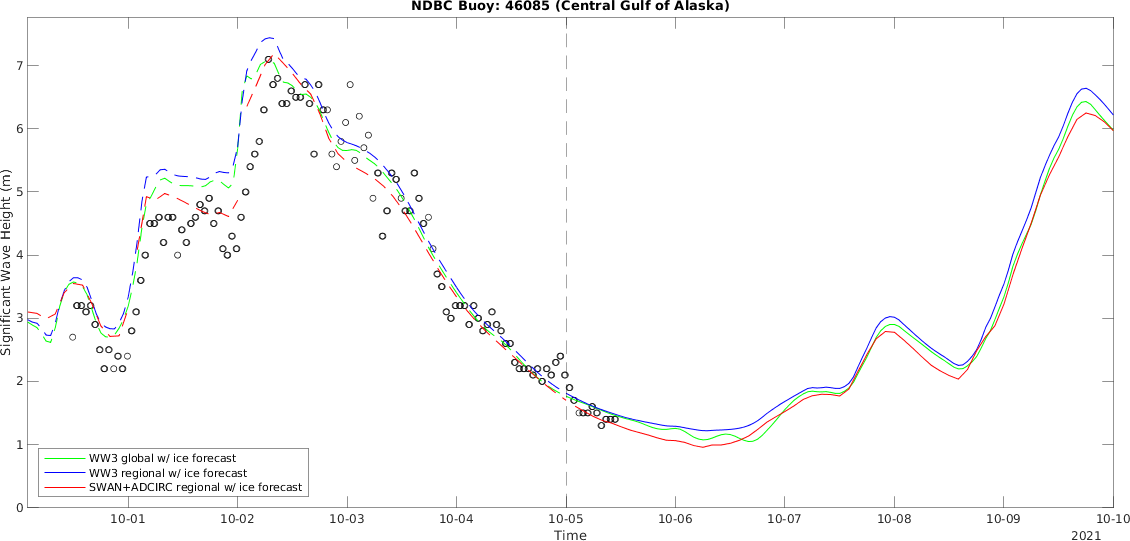 NDBC Buoy: 46085 (Central Gulf of Alaska)
Significant Wave Height (m)
7
6
5
4
3
2
1
0
WW3 global w/ ice forecast
WW3 regional w/ ice forecast
SWAN+ADCIRC regional w/ ice forecast
10-01 10-02 10-03 10-04 10-05 10-06 10-07 10-08 10-09 10-10
Time
2021